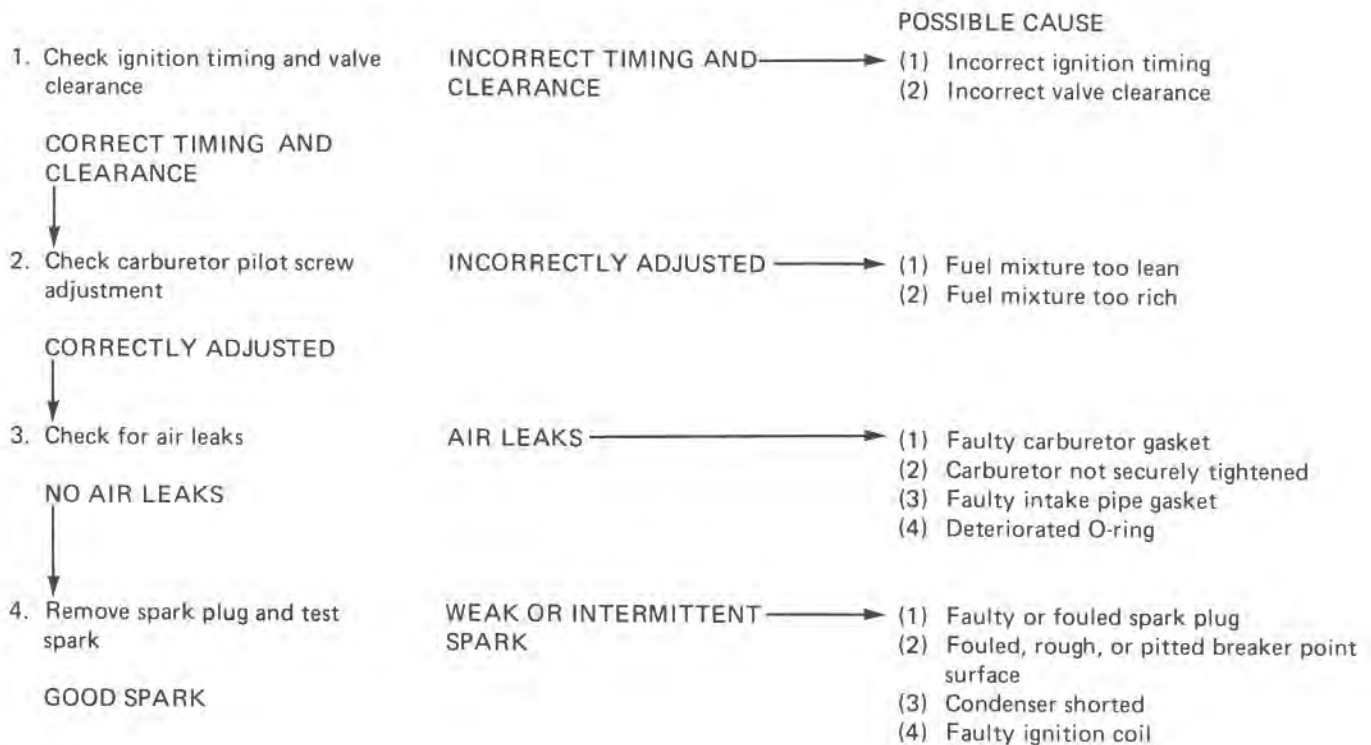 POSSIBLE CAUSE
1. Check ignition timing and valve
clearance
INCORRECT TIMING AND
CLEARANCE
(1) Incorrect ignition timing
(2) Incorrect valve clearance
CORRECT TIMING AND
CLEARANCE
2. Check carburetor pilot screw
adjustment
INCORRECTLY ADJUSTED
(1) Fuel mixture too lean
(2) Fuel mixture too rich
CORRECTLY ADJUSTED
3. Check for air leaks
AIR LEAKS
(1) Faulty carburetor gasket
(2) Carburetor not securely tightened
(3) Faulty intake pipe gasket
(4) Deteriorated O-ring
NO AIR LEAKS
4. Remove spark plug and test
spark
WEAK OR INTERMITTENT
SPARK
(1) Faulty or fouled spark plug
(2) Fouled, rough, or pitted breaker point
surface
(3) Condenser shorted
(4) Faulty ignition coil
GOOD SPARK